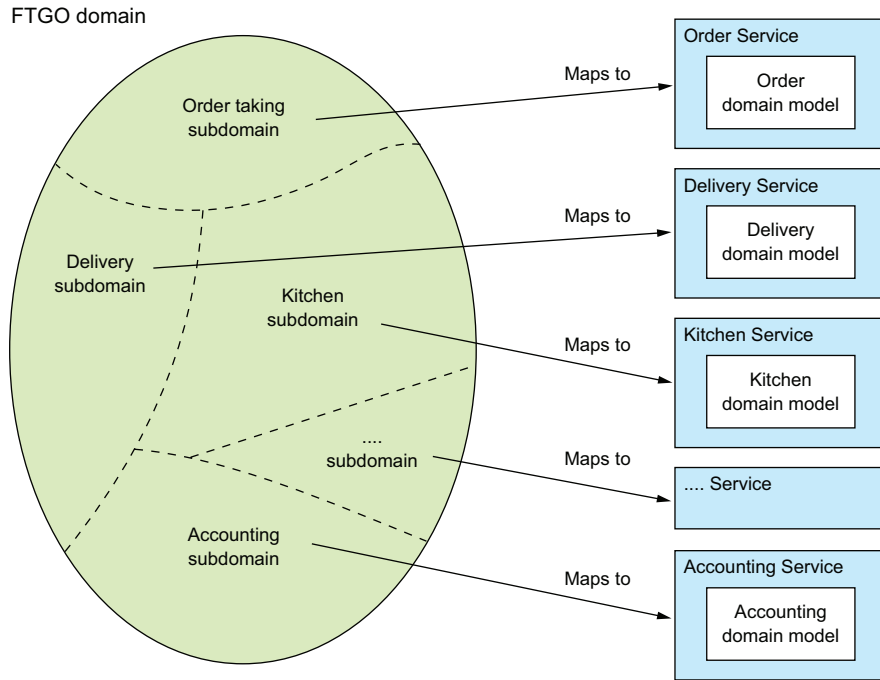 FTGO domain
Order taking
subdomain
Delivery
subdomain
Kitchen
subdomain
....
subdomain
Accounting
subdomain
Maps to
Maps to
Maps to
Maps to
Maps to
Order Service
Order
domain model
Delivery Service
Delivery
domain model
Kitchen Service
Kitchen
domain model
.... Service
Accounting Service
Accounting
domain model